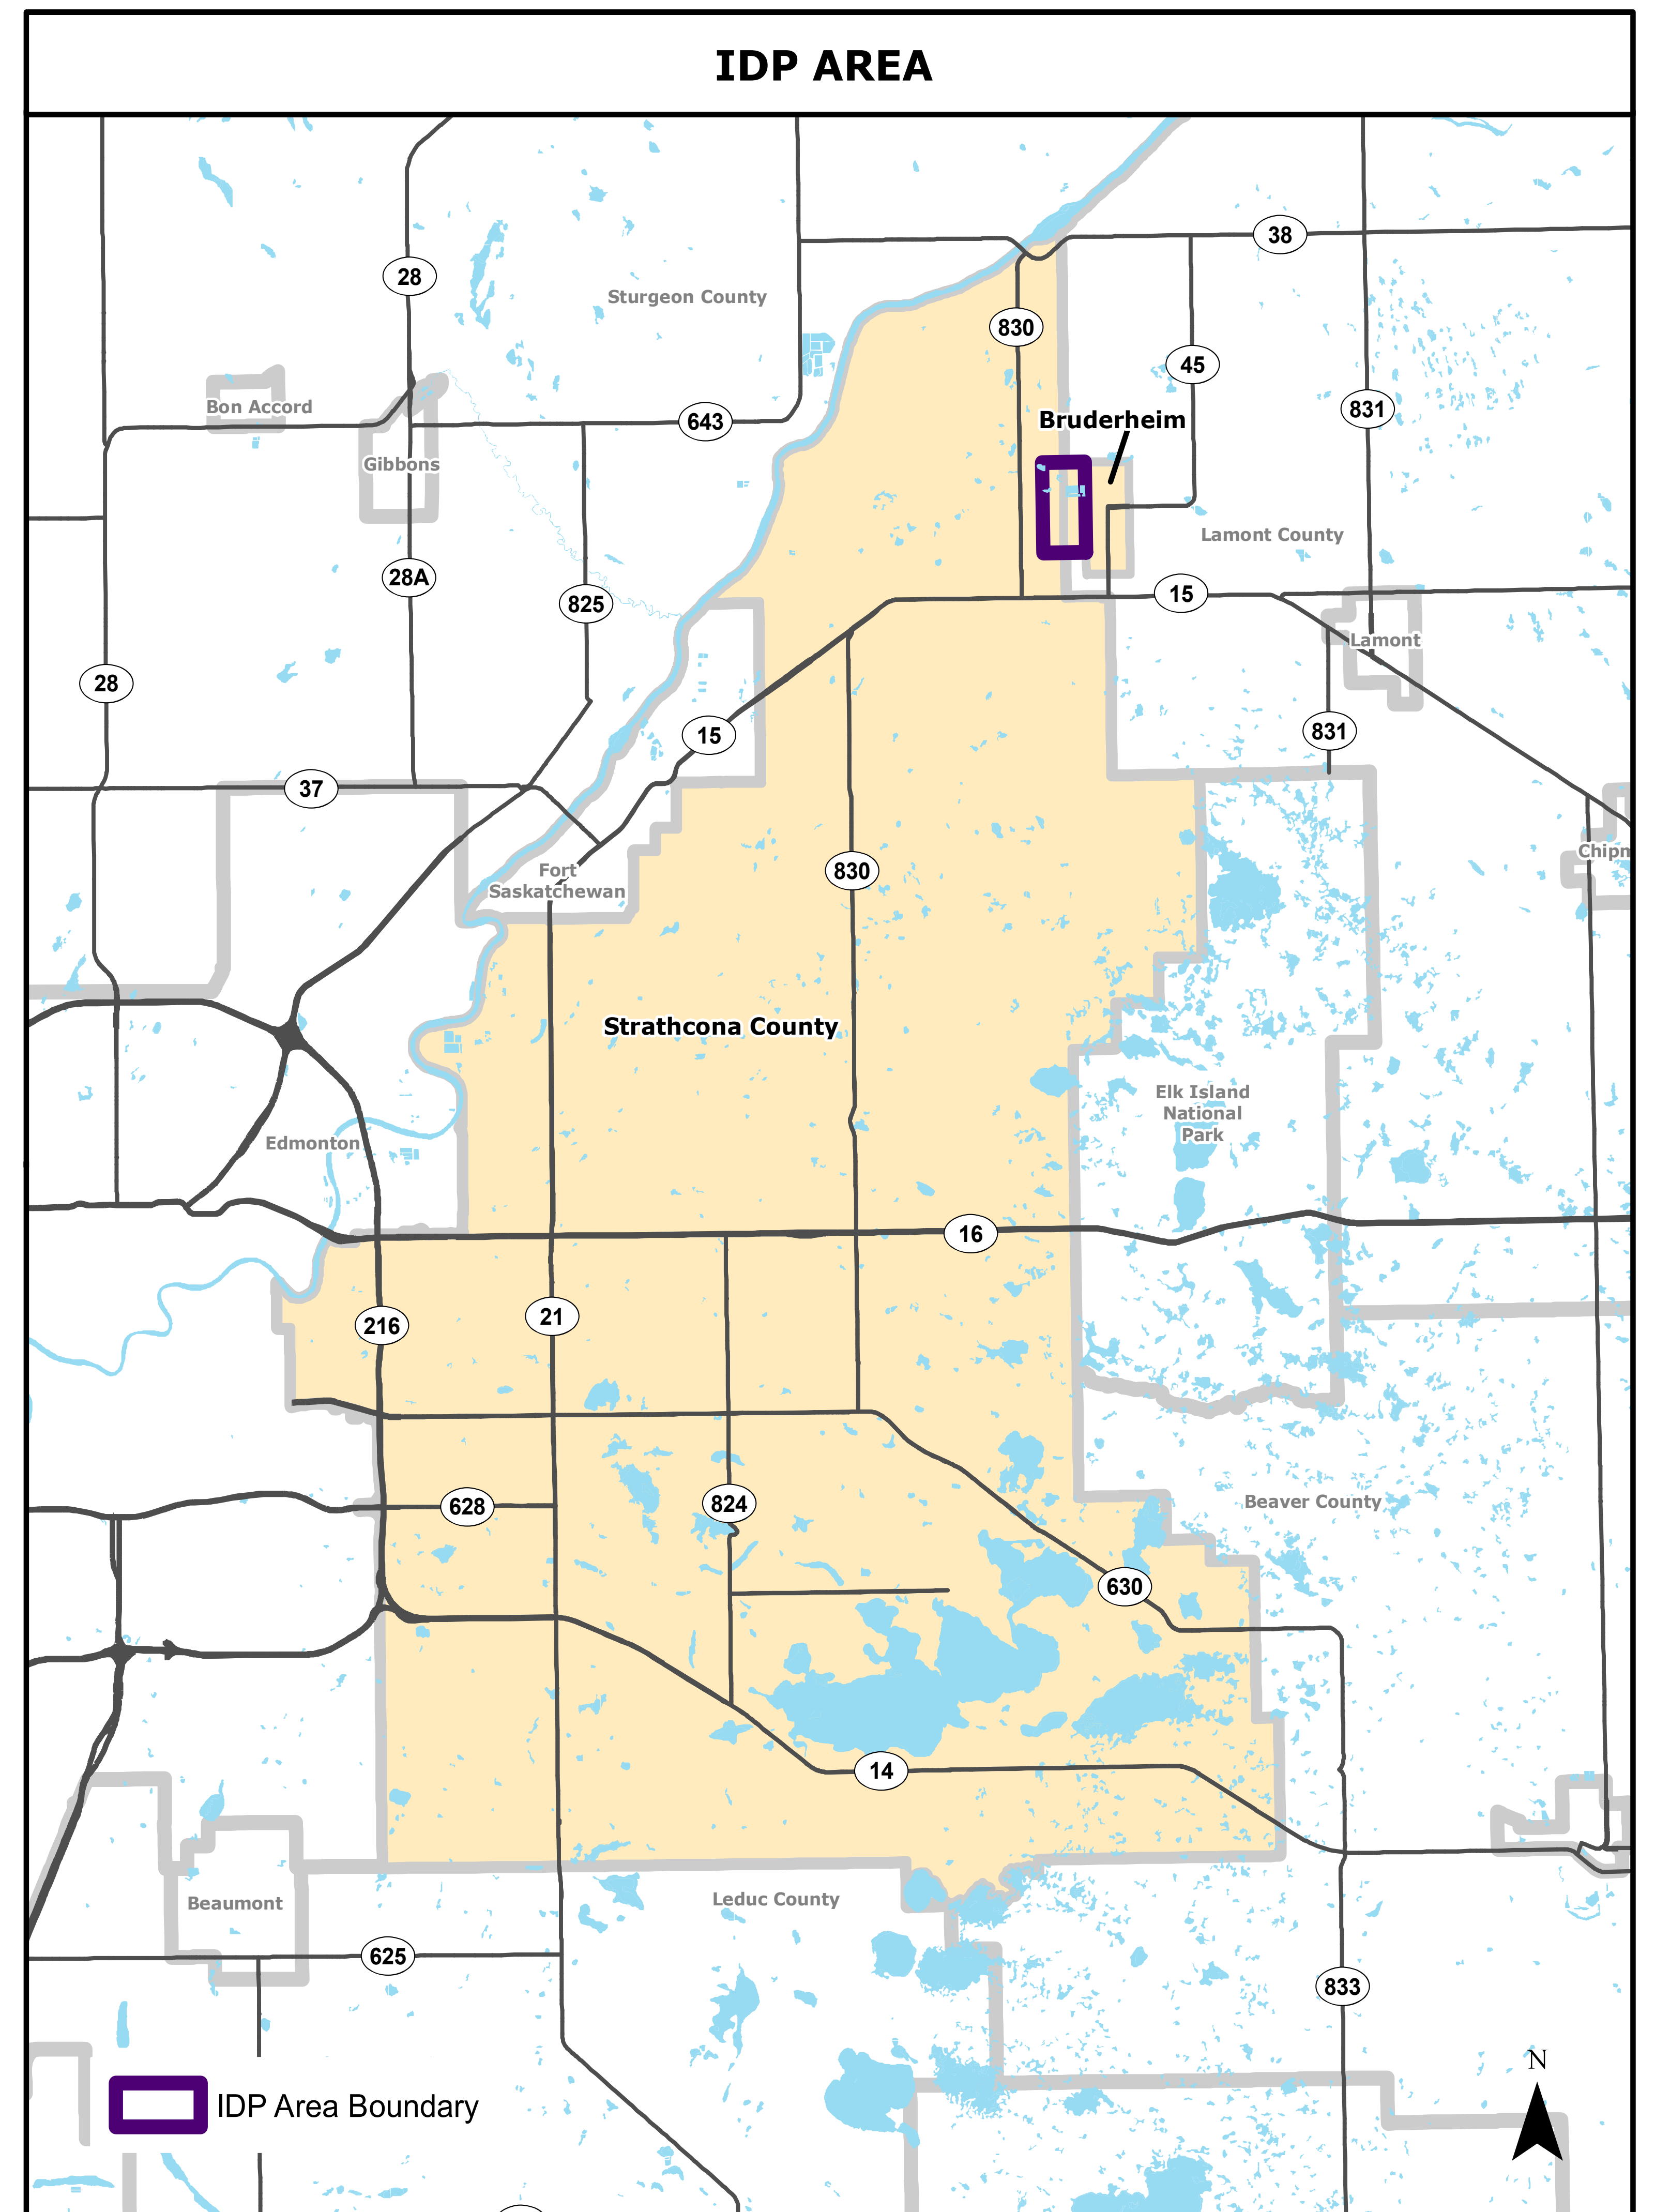 IDP AREA
38
28
Sturgeon County
830
45
Bon Accord
831
643
Bruderheim
Gibbons
Lamont County
28A
15
825
Lamont
28
15
831
37
Chipm
830
Fort
Saskatchewan
Strathcona County
Elk Island
National
Park
Edmonton
16
21
216
Beaver County
628
824
630
14
Leduc County
Beaumont
625
833
N
IDP Area Boundary